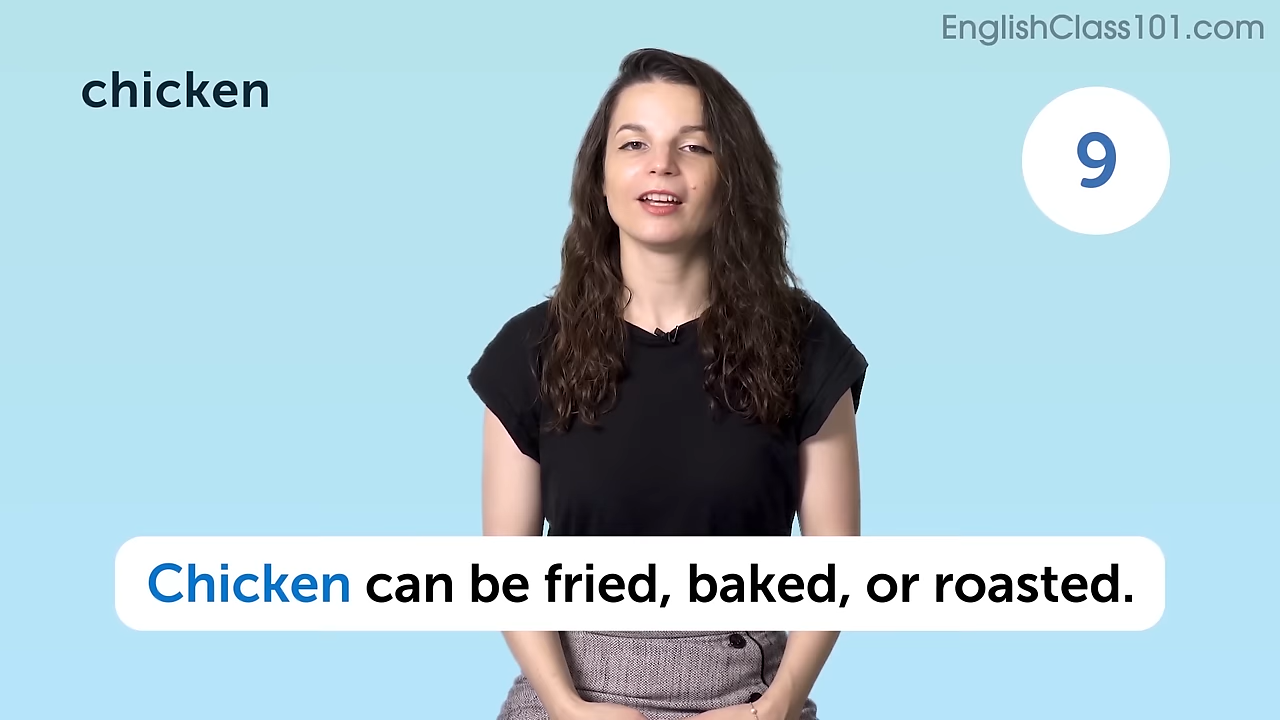 EnglishClass101.com
chicken
9
Chicken can be fried, baked, or roasted.